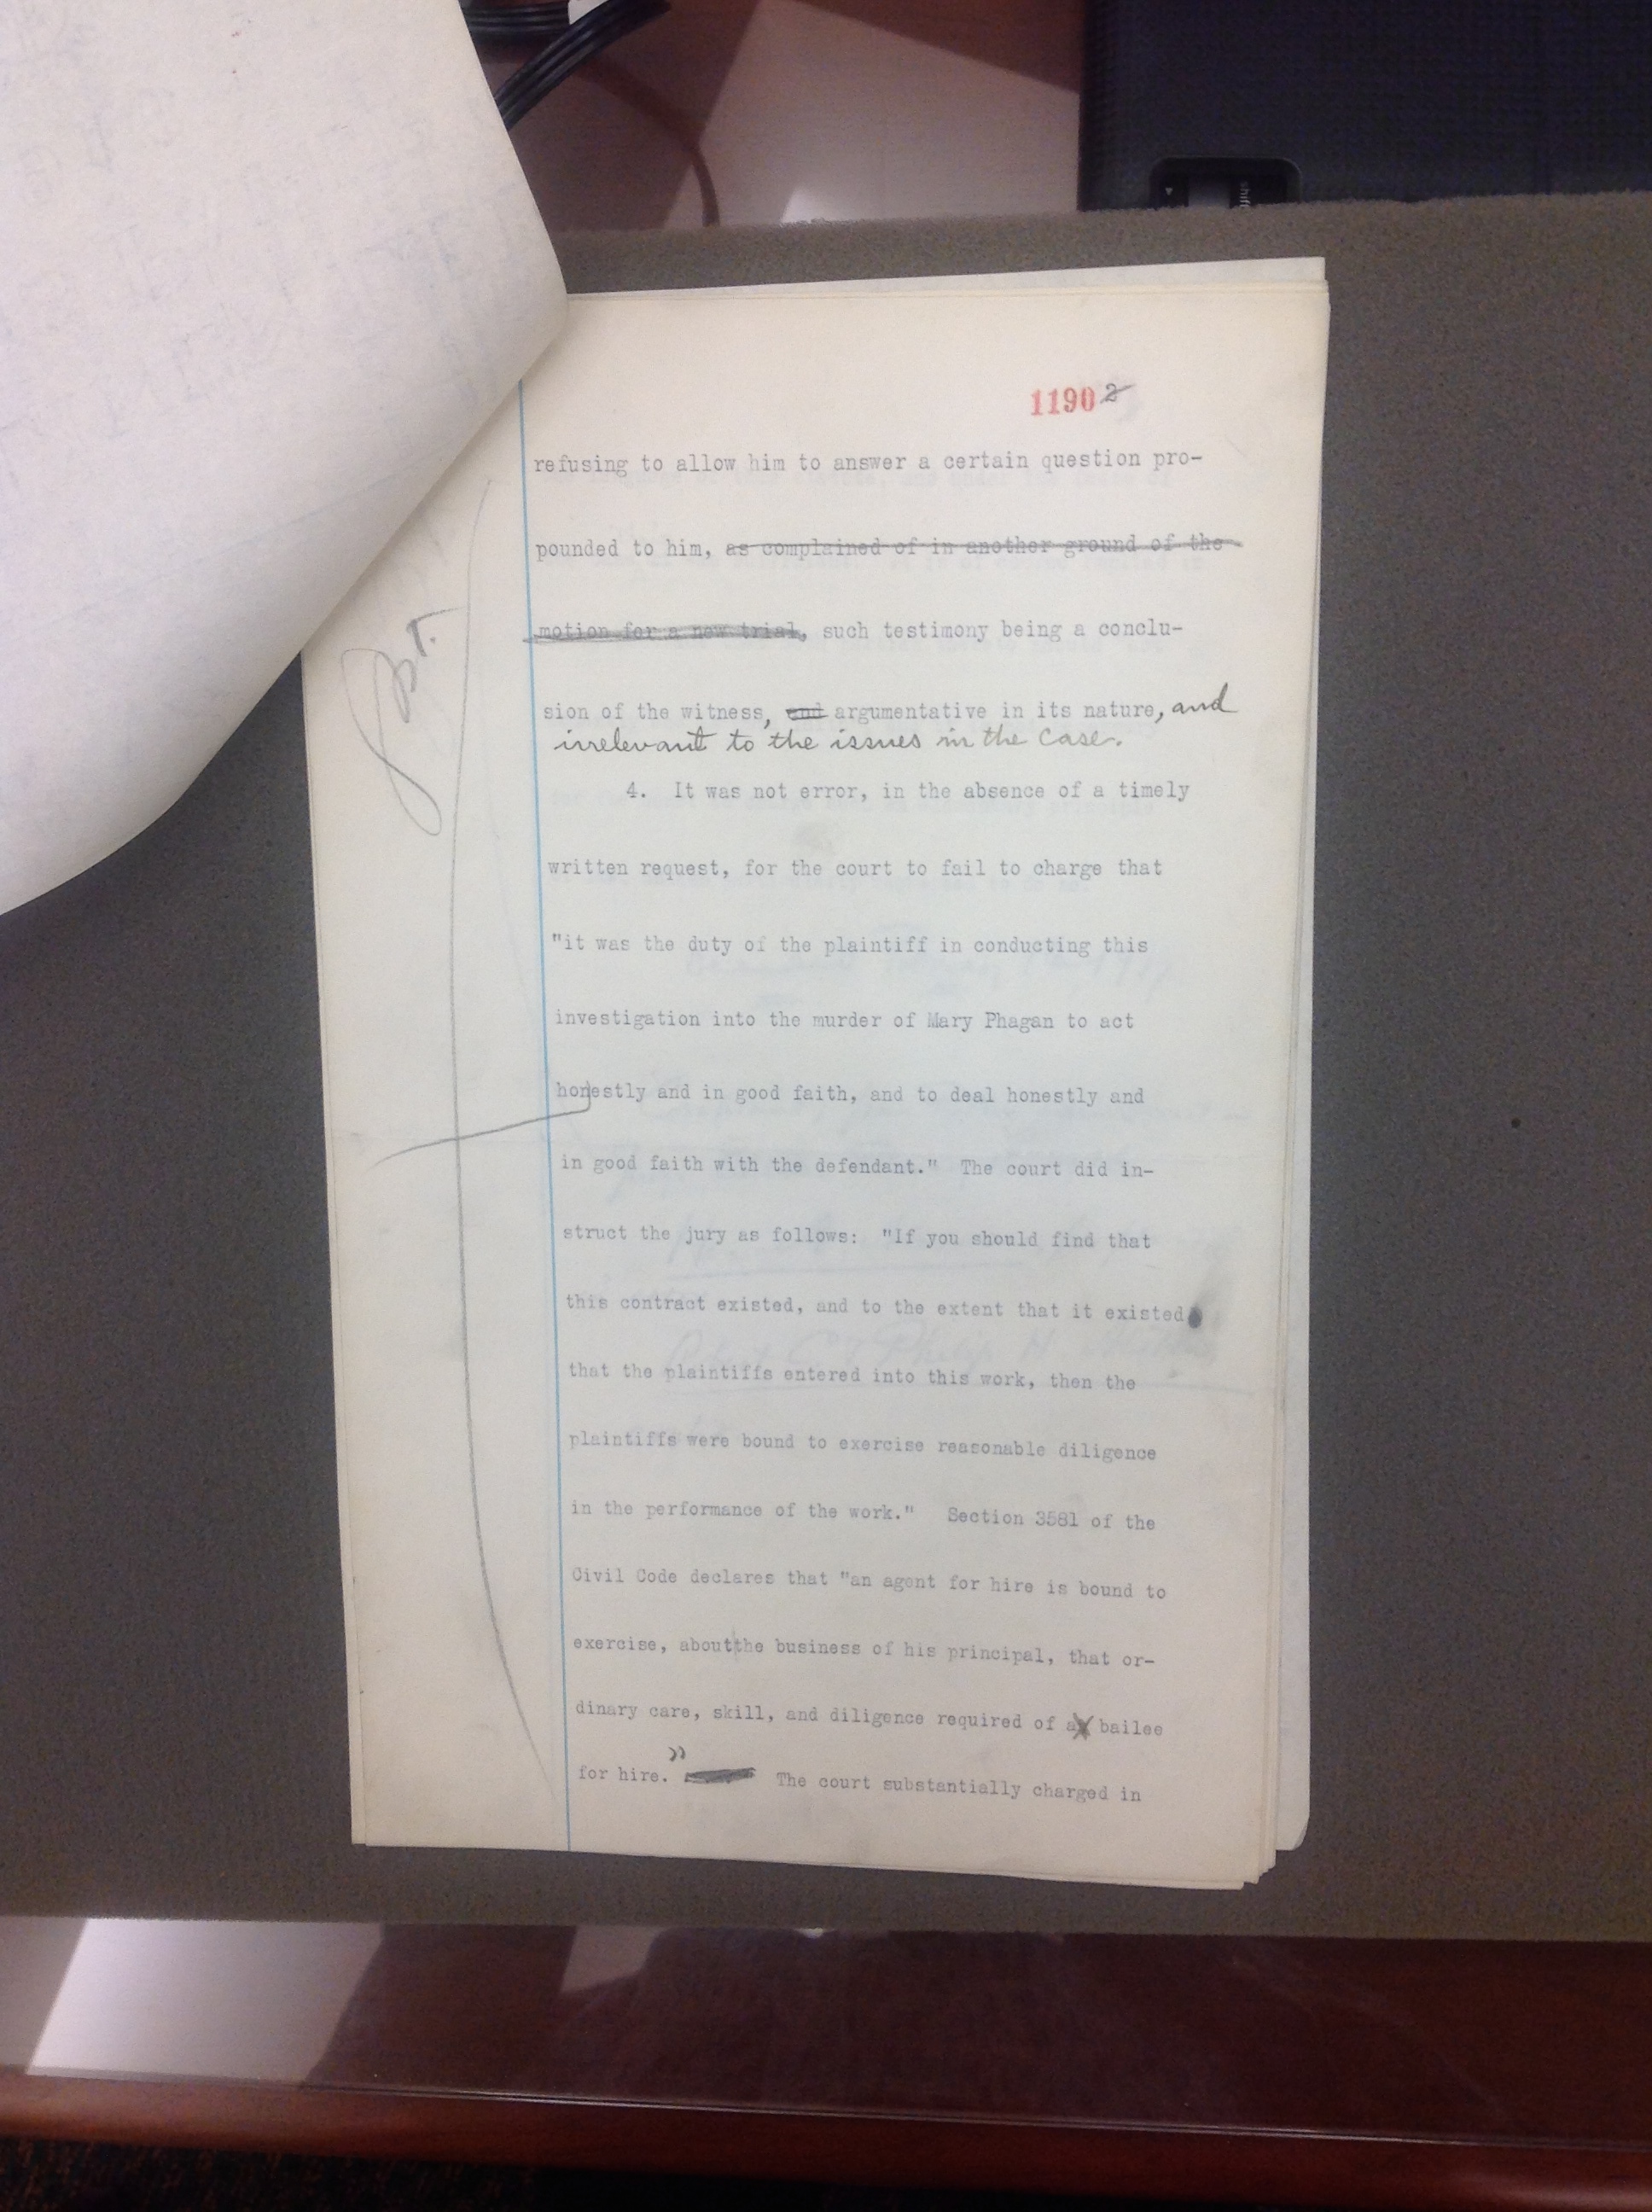 shift
1190 2
refusing to allow him to answer a certain question pro-
pounded to him, as complained of in another ground of the
motion for a new trial, such testimony being a conclu-
sion of the witness, and argumentative in its nature, and
irrelevant to the issues in the case.
4. It was not error, in the absence of a timely
written request, for the court to fail to charge that
"it was the duty of the plaintiff in conducting this
investigation into the murder of Mary Phagan to act
honestly and in good faith, and to deal honestly and
in good faith with the defendant." The court did in-
struct the jury as follows: "If you should find that
this contract existed, and to the extent that it existed
that the plaintiffs entered into this work, then the
plaintiffs were bound to exercise reasonable diligence
in the performance of the work." Section 3581 of the
Civil Code declares that "an agent for hire is bound to
exercise, about the business of his principal, that or-
dinary care, skill, and diligence required of a bailee
for hire." The court substantially charged in